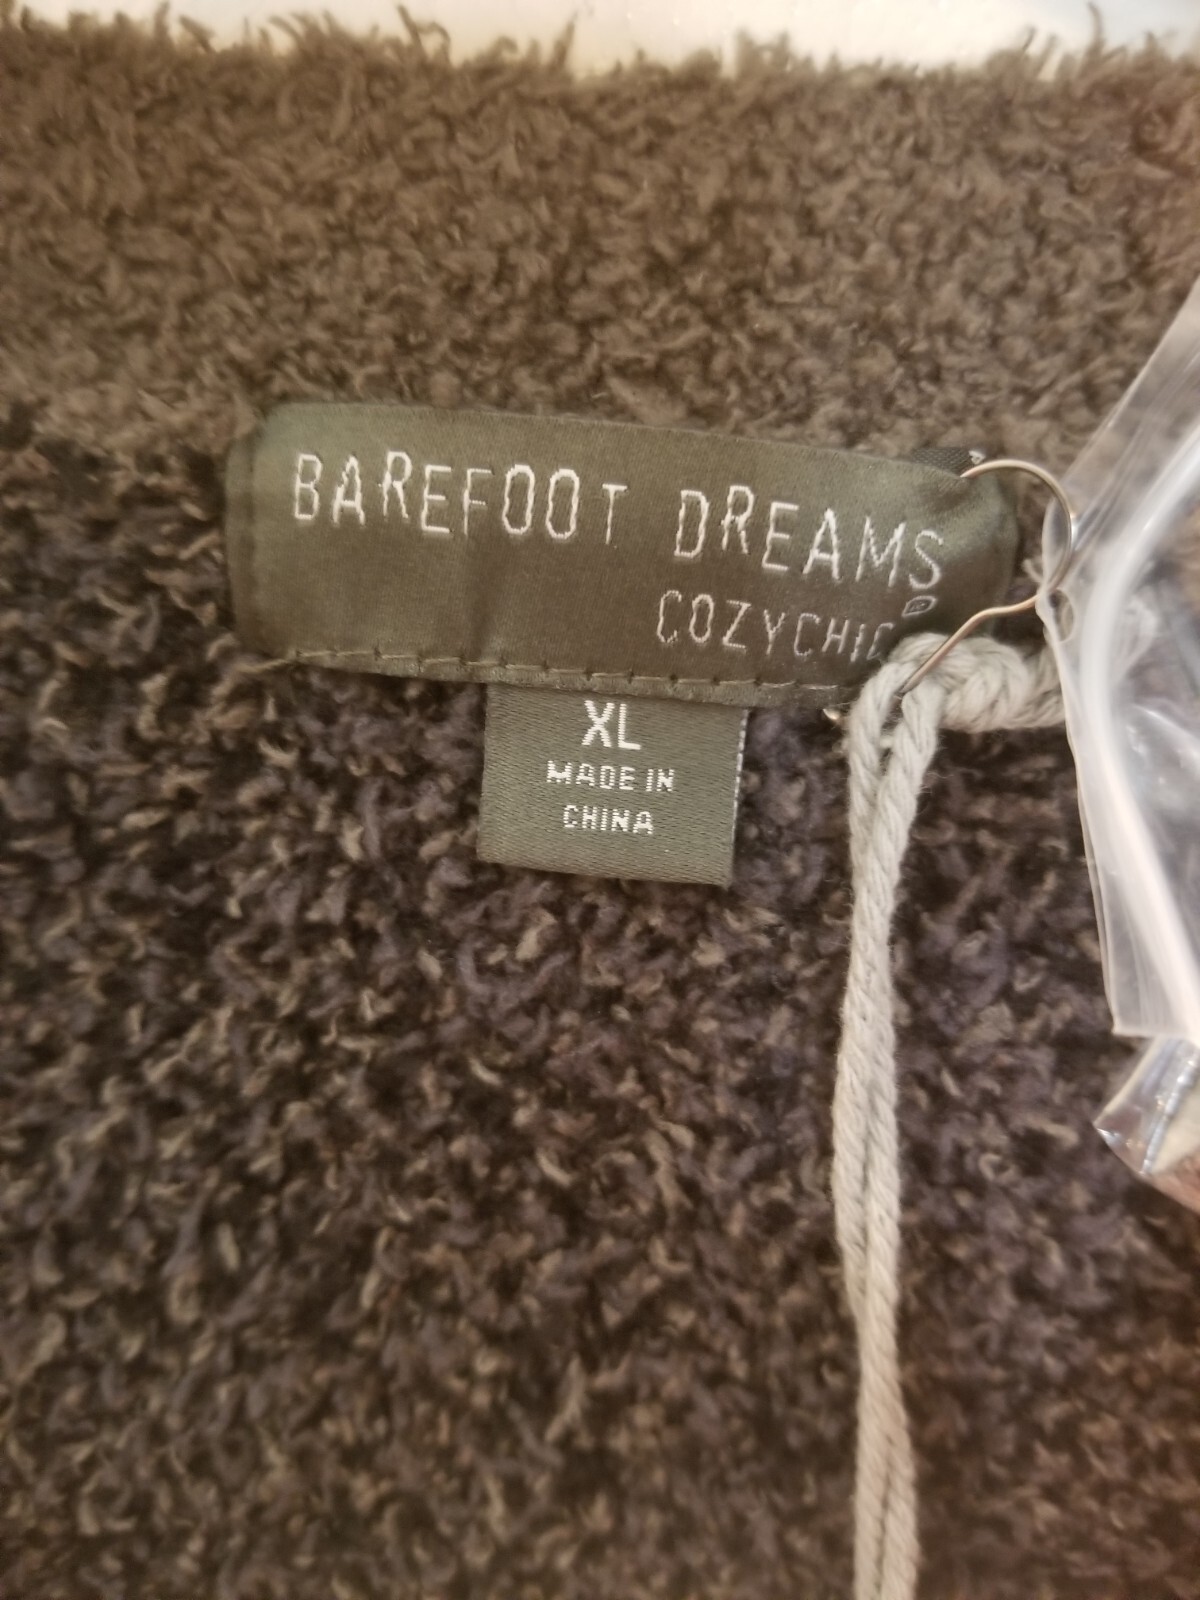 BAREFOOT DREAMS
COZYCHIC
XL
MADE IN
CHINA